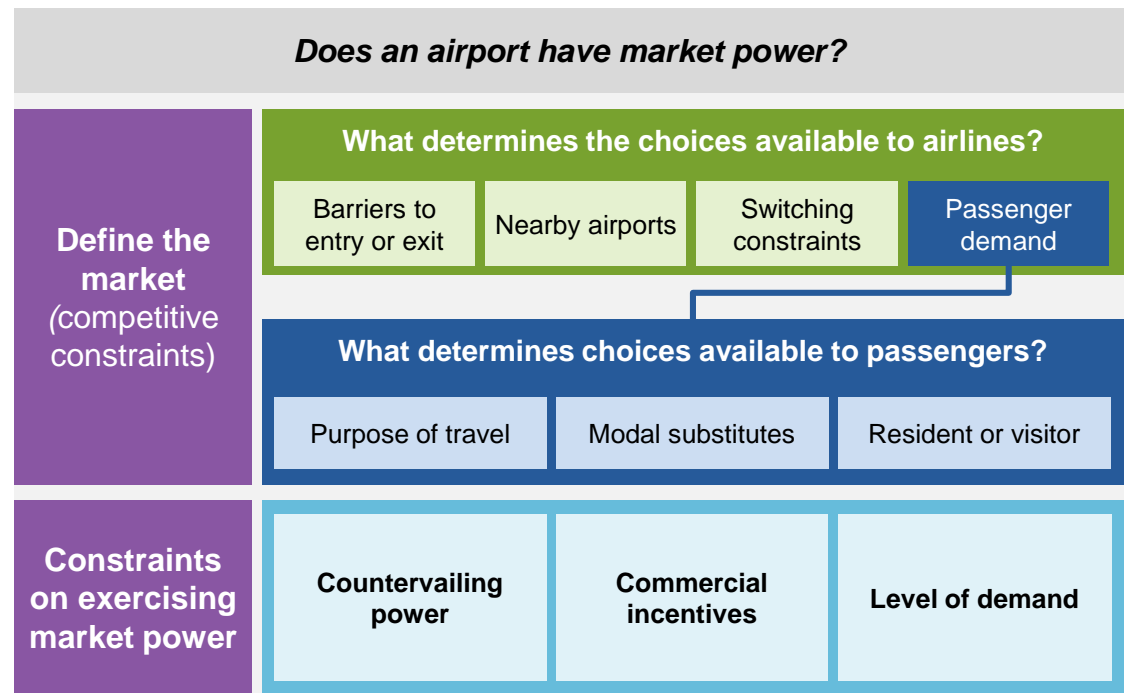 Does an airport have market power?
Define the
market
(competitive
constraints)
What determines the choices available to airlines?
Barriers to
entry or exit
Nearby airports
Switching
constraints
Passenger
demand
What determines choices available to passengers?
Purpose of travel
Modal substitutes
Resident or visitor
Constraints
on exercising
market power
Countervailing
power
Commercial
incentives
Level of demand